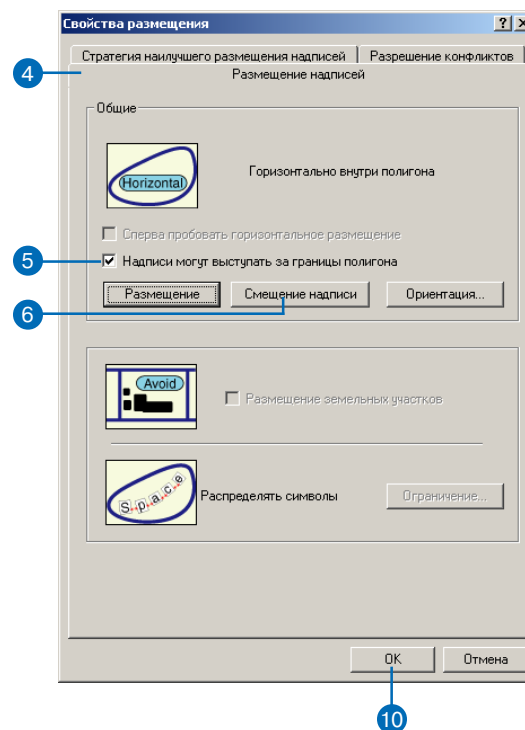 Свойства размещения
Стратегия наилучшего размещения надписей
Разрешение конфликтов
4
Размещение надписей
Общие
Horizontal
Горизонтально внутри полигона
Сперва пробовать горизонтальное размещение
5
Надписи могут выступать за границы полигона
Размещение
Смещение надписи
Ориентация...
6
Avoid
Размещение земельных участков
Space
Распределять символы
Ограничение...
OK
Отмена
10